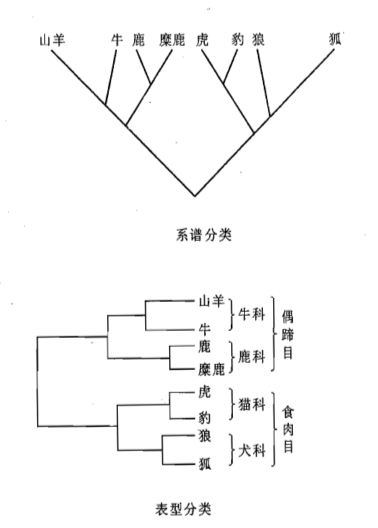 山羊 牛 鹿 麋鹿 虎 豹 狼 狐
系谱分类
山羊
牛
鹿
麋鹿
虎
豹
狼
狐
牛科
鹿科
猫科
犬科
偶蹄目
食肉目
表型分类